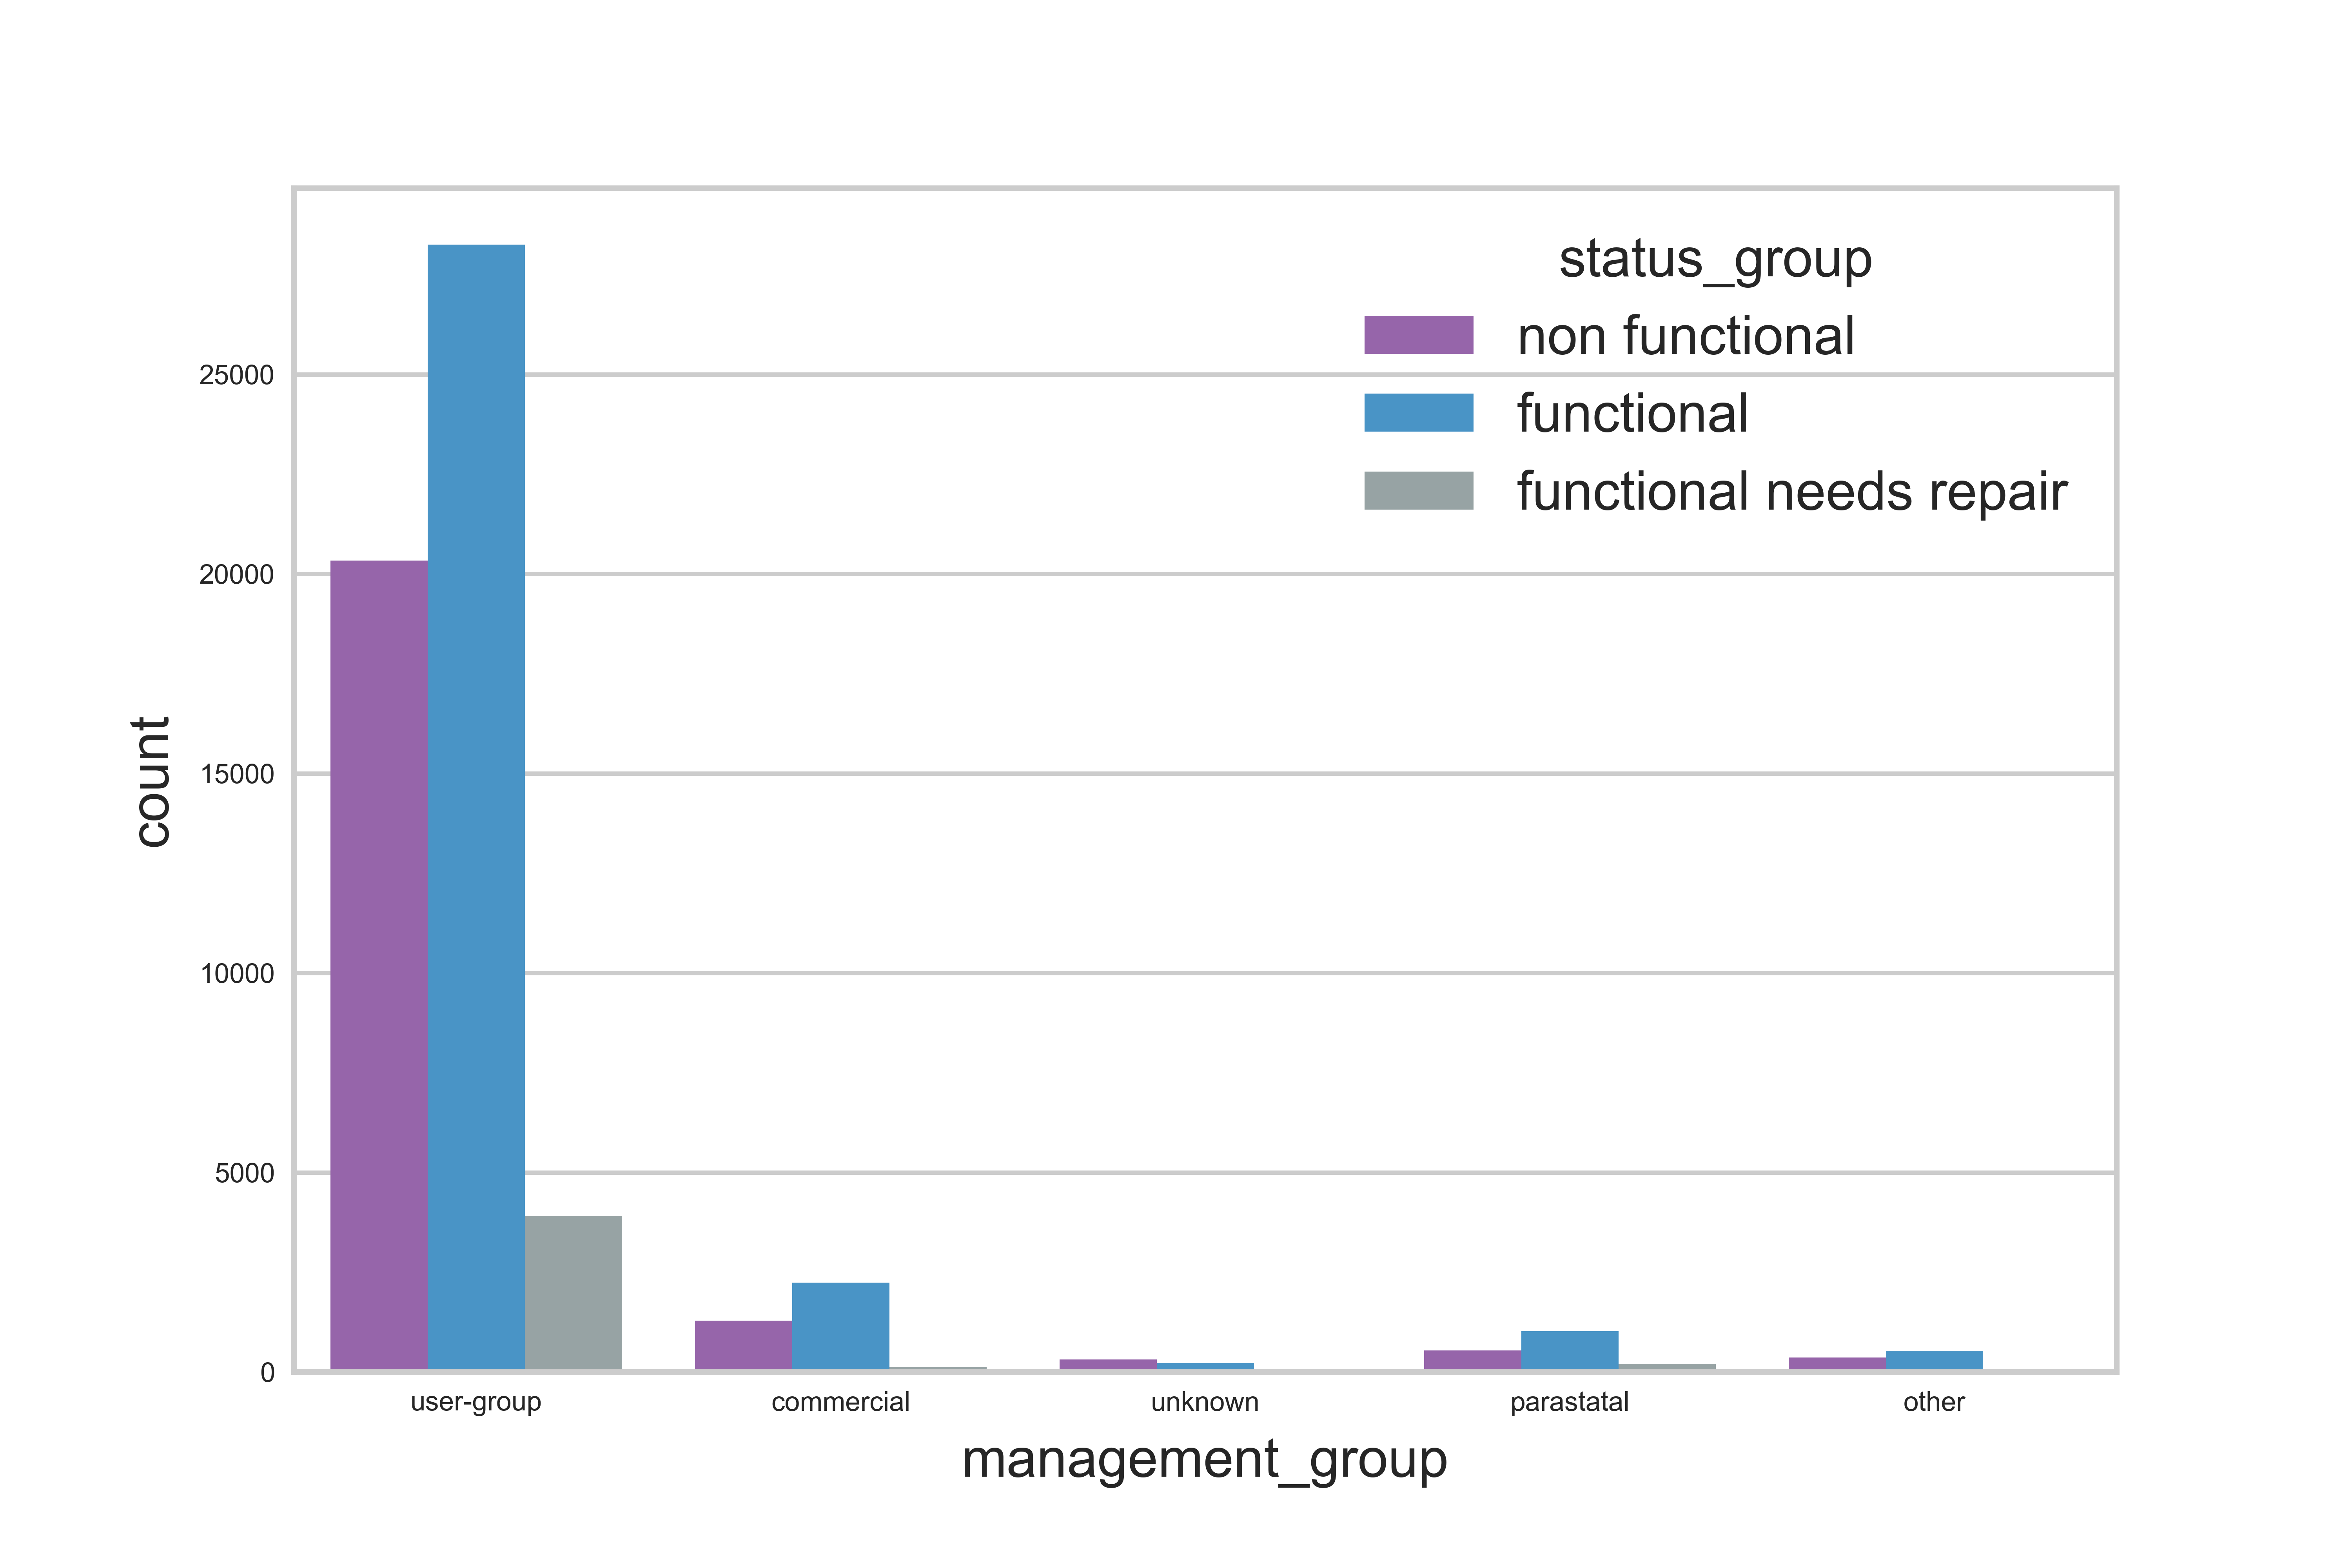 status_group
non functional
functional
functional needs repair
25000
20000
15000
10000
5000
0
count
user-group commercial unknown parastatal other
management_group